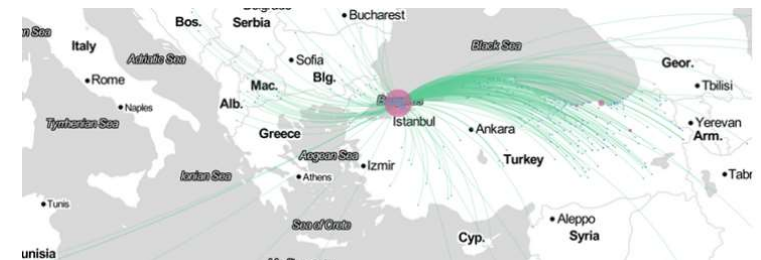 Bucharest
Bos.
Serbia
Black Sea
Italy
Adriatic Sea
Sofia
Geor.
Rome
Mac.
Blg.
Tbilisi
Naples
Alb.
Istanbul
Yerevan
Tyrrhenian Sea
Ankara
Arm.
Greece
Aegean Sea
Turkey
Izmir
Ionian Sea
Athens
Tabr
Tunis
Sea of Crete
Aleppo
Cyp.
Syria
unisia